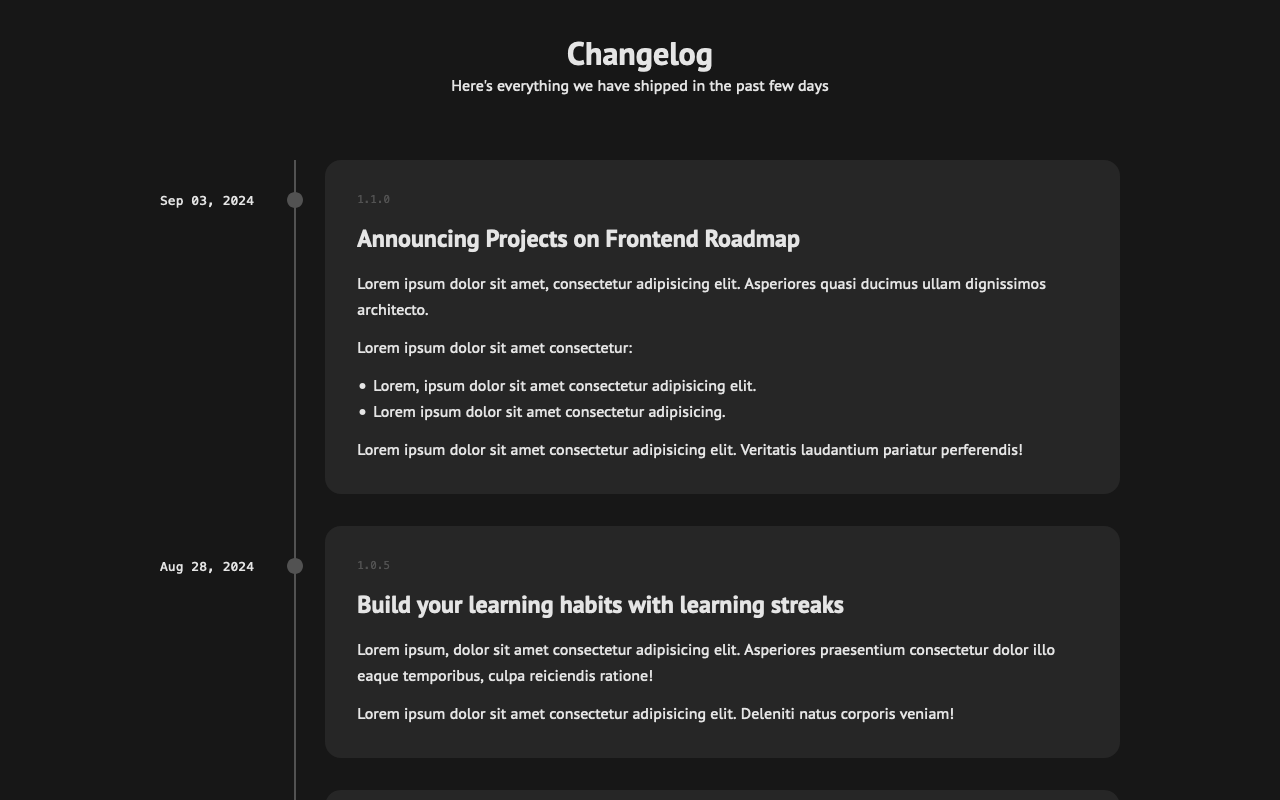 Changelog
Here's everything we have shipped in the past few days
Sep 03, 2024
1.1.0
Announcing Projects on Frontend Roadmap
Lorem ipsum dolor sit amet, consectetur adipisicing elit. Asperiores quasi ducimus ullam dignissimos
architecto.
Lorem ipsum dolor sit amet consectetur:
• Lorem, ipsum dolor sit amet consectetur adipisicing elit.
• Lorem ipsum dolor sit amet consectetur adipisicing.
Lorem ipsum dolor sit amet consectetur adipisicing elit. Veritatis laudantium pariatur perferendis!
Aug 28, 2024
1.0.5
Build your learning habits with learning streaks
Lorem ipsum, dolor sit amet consectetur adipisicing elit. Asperiores praesentium consectetur dolor illo
eaque temporibus, culpa reiciendis ratione!
Lorem ipsum dolor sit amet consectetur adipisicing elit. Deleniti natus corporis veniam!